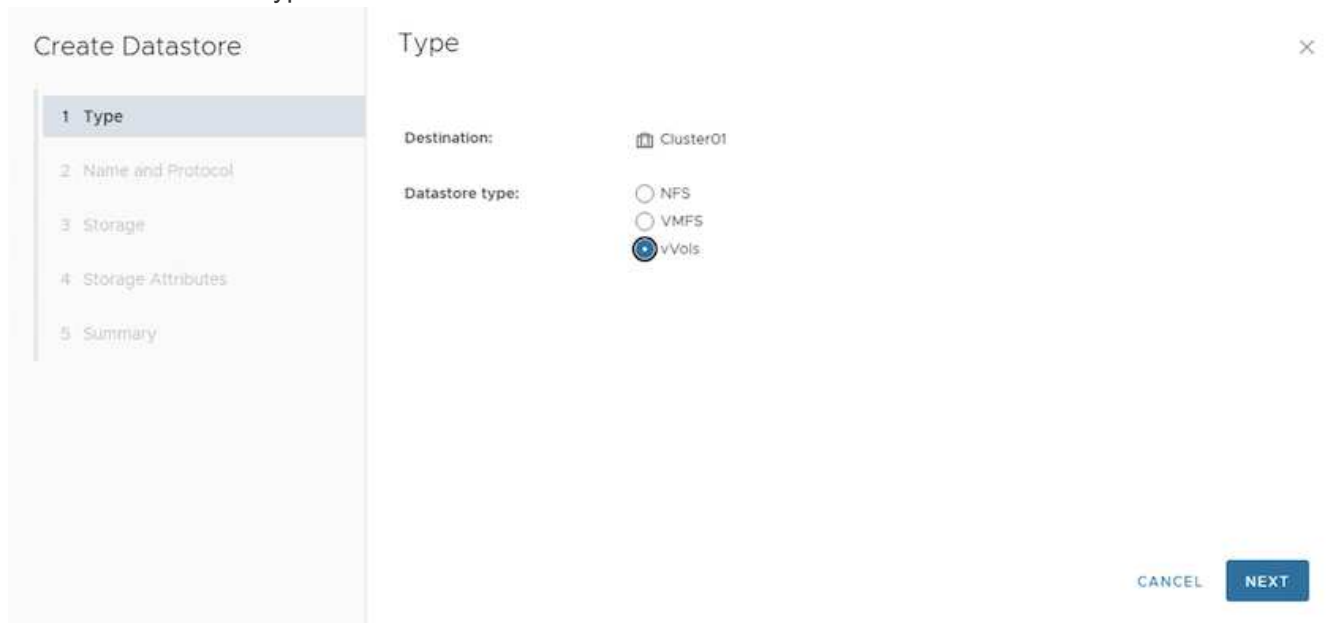 Create Datastore
1 Type
2 Name and Protocol
3 Storage
4 Storage Attributes
5 Summary
Type
Destination:
Cluster01
Datastore type:
NFS
VMFS
vVols
CANCEL
NEXT